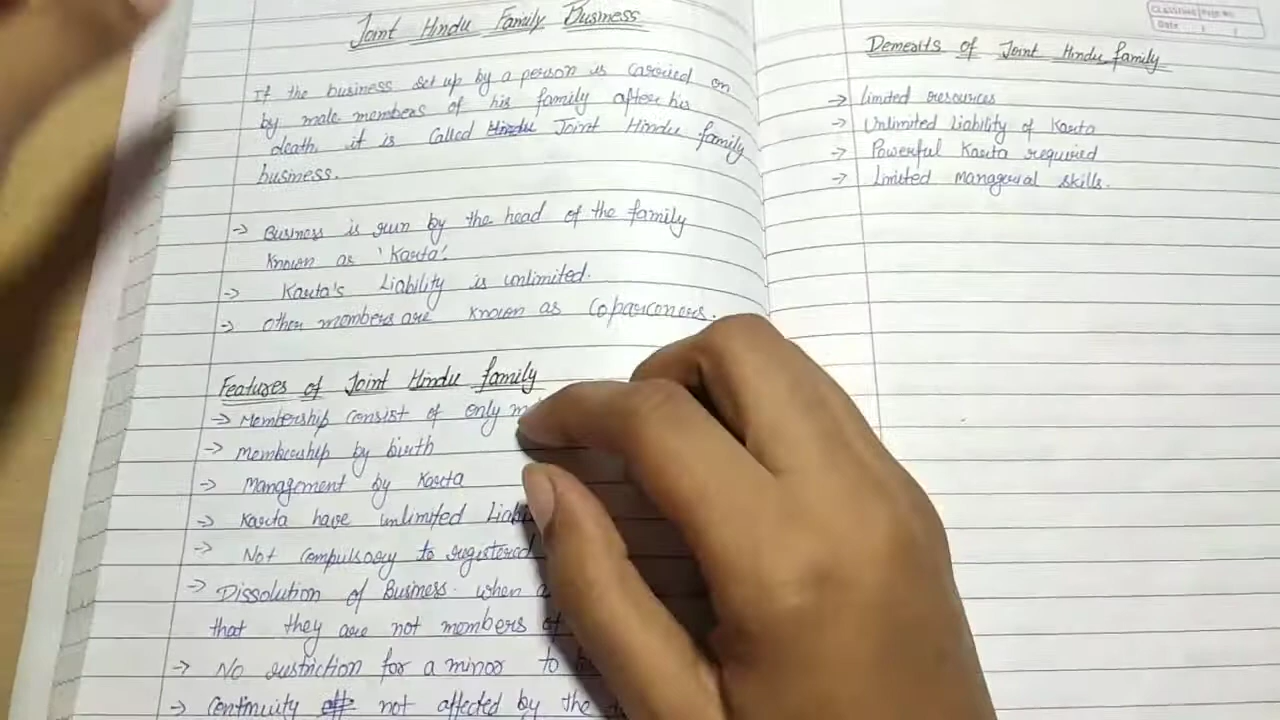 Joint Hindu Family Business
If the business set up by a person is carried on
by male members of his family after his
death it is called Hindu Joint Hindu family
business.
→ Business is run by the head of the family
known as 'Karta'.
→ Karta's Liability is unlimited.
→ Other members are known as Coparconers.
Features of Joint Hindu family
→ Membership consist of only
→ Membership by birth
→ Management by Karta
→ Karta have unlimited
→ Not compulsory to registered
→ Dissolution of Business. when
that they are not members of
→ No restriction for a minor to
→ Continuity off not affected by the
Date
Demerits of Joint Hindu family
→ limited resources
→ Unlimited Liability of Karta
→ Powerful Karta required
→ Limited managerial skills.